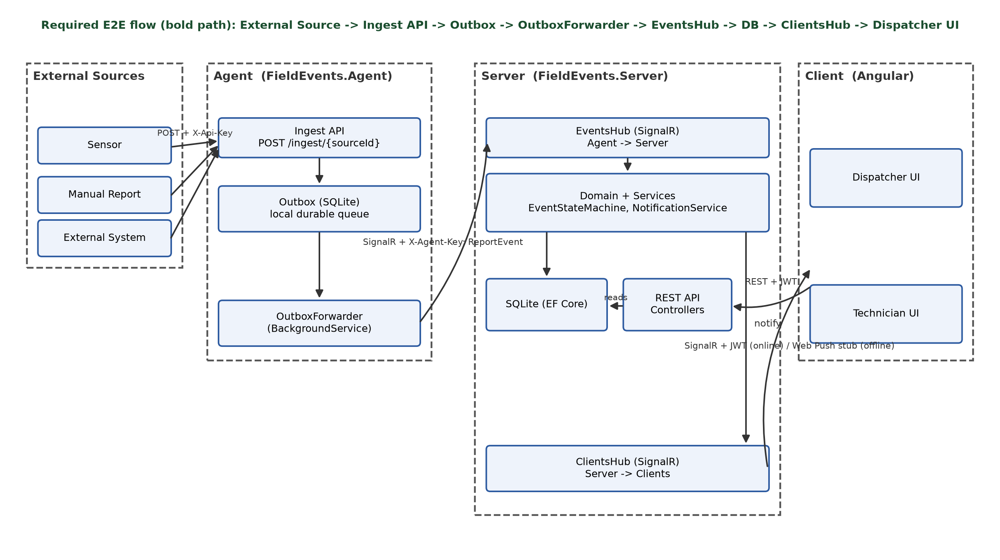 Required E2E flow (bold path): External Source -> Ingest API -> Outbox -> OutboxForwarder -> EventsHub -> DB -> ClientsHub -> Dispatcher UI
External Sources
Sensor
Manual Report
External System
POST + X-Api-Key
Agent  (FieldEvents.Agent)
Ingest API
POST /ingest/{sourceId}
Outbox (SQLite)
local durable queue
OutboxForwarder
(BackgroundService)
SignalR + X-Agent-Key: ReportEvent
Server  (FieldEvents.Server)
EventsHub (SignalR)
Agent -> Server
Domain + Services
EventStateMachine, NotificationService
SQLite (EF Core)
reads
REST API
Controllers
REST + JWT
notify
SignalR + JWT (online) / Web Push stub (offline)
ClientsHub (SignalR)
Server -> Clients
Client  (Angular)
Dispatcher UI
Technician UI